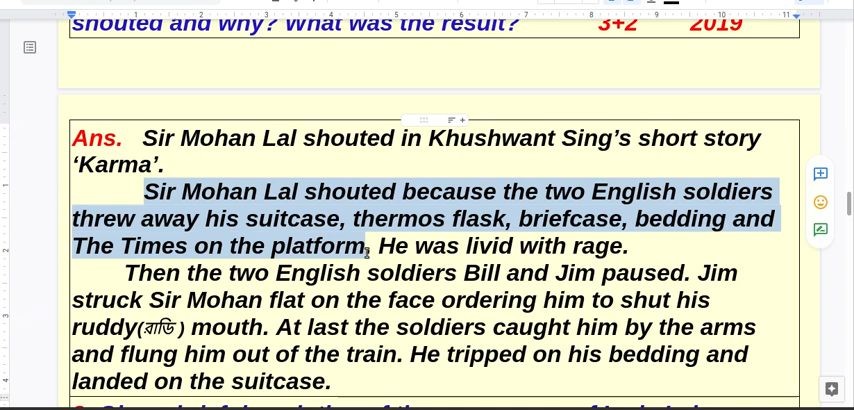 shouted and why? What was the result? 3+2 2019
Ans. Sir Mohan Lal shouted in Khushwant Sing’s short story
‘Karma’.
Sir Mohan Lal shouted because the two English soldiers
threw away his suitcase, thermos flask, briefcase, bedding and
The Times on the platform. He was livid with rage.
Then the two English soldiers Bill and Jim paused. Jim
struck Sir Mohan flat on the face ordering him to shut his
ruddy(রাডি) mouth. At last the soldiers caught him by the arms
and flung him out of the train. He tripped on his bedding and
landed on the suitcase.